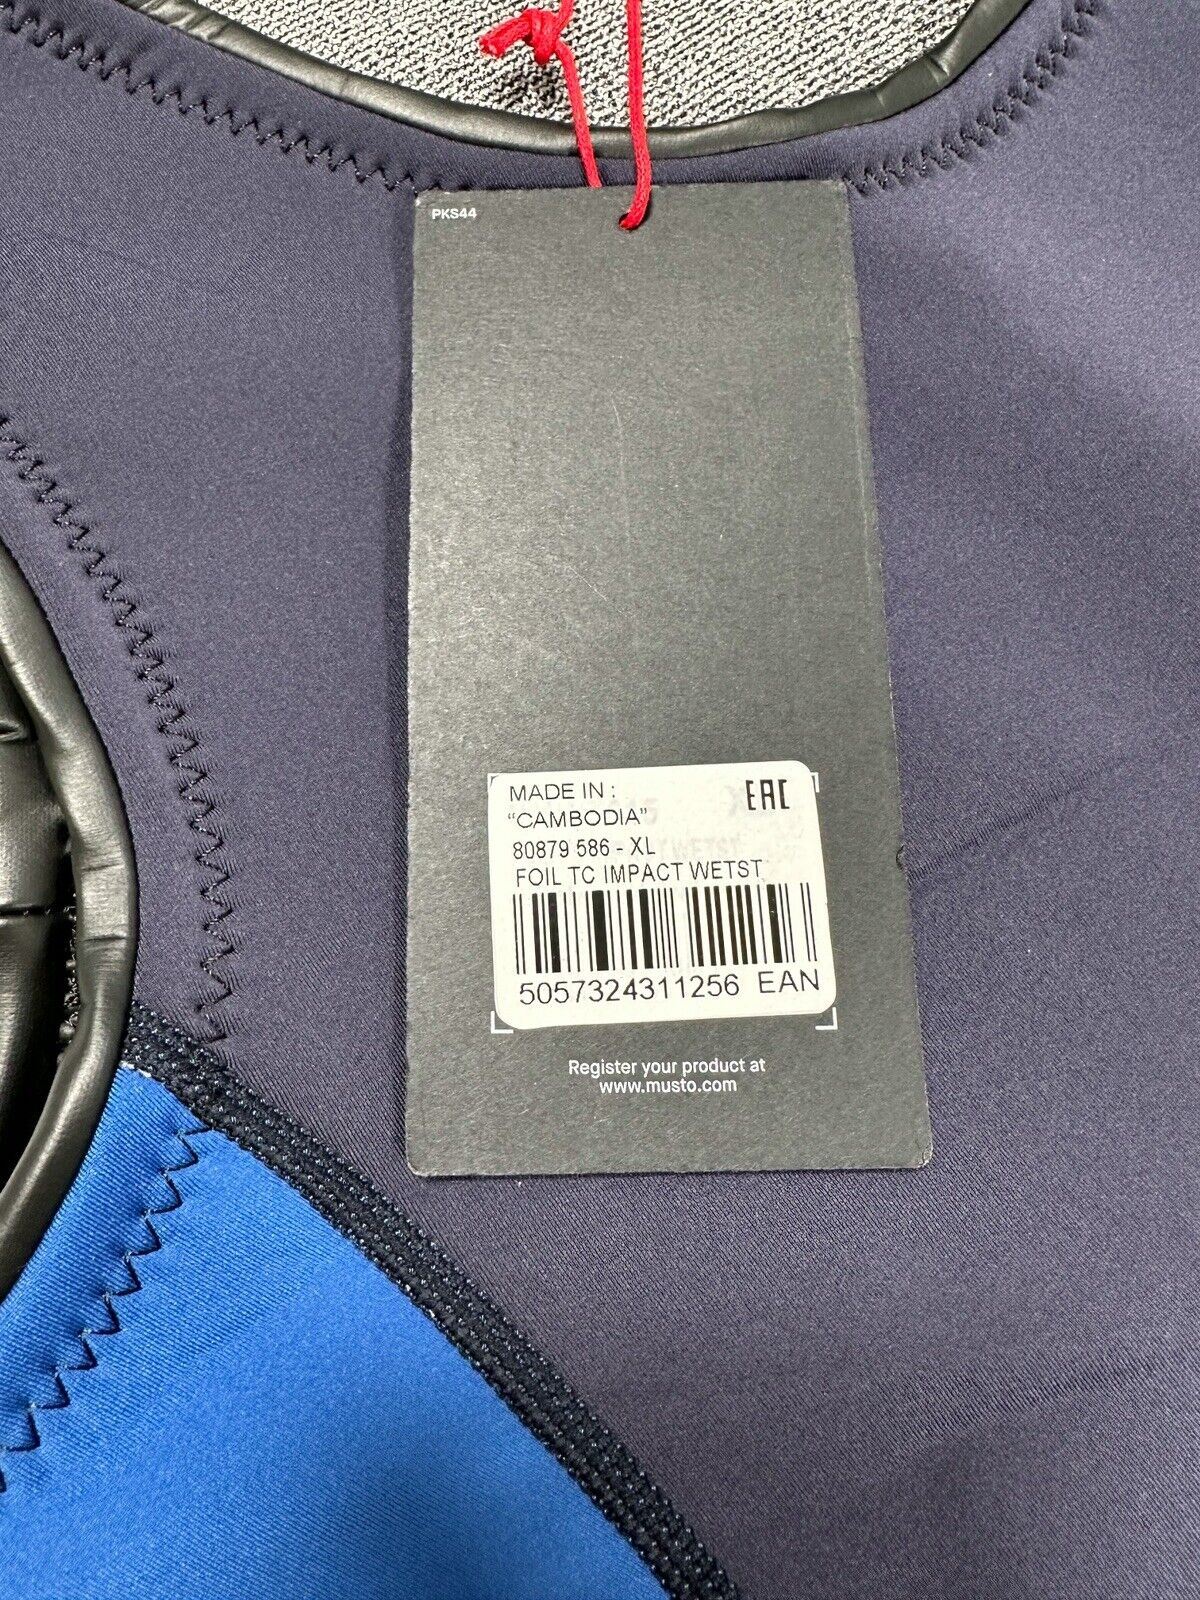 PKS44
MADE IN : EAC
"CAMBODIA"
80879 586 - XL
FOIL TC IMPACT WETST
5057324311256 EAN
Register your product at
www.musto.com